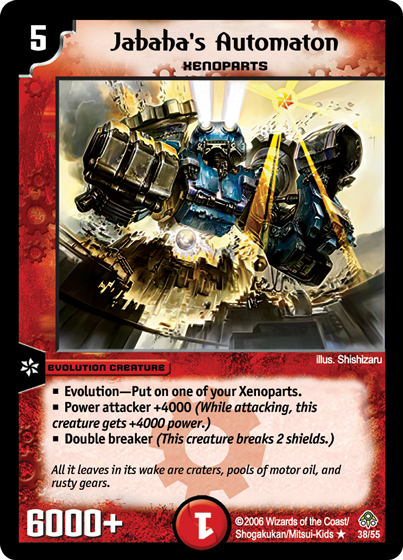 5
Jabaha's Automaton
XENOPARTS
illus. Shishizaru
EVOLUTION CREATURE
▪ Evolution—Put on one of your Xenoparts.
▪ Power attacker +4000 (While attacking, this
creature gets +4000 power.)
▪ Double breaker (This creature breaks 2 shields.)
All it leaves in its wake are craters, pools of motor oil, and
rusty gears.
6000+
1
©2006 Wizards of the Coast/
Shogakukan/Mitsui-Kids ★ 38/55